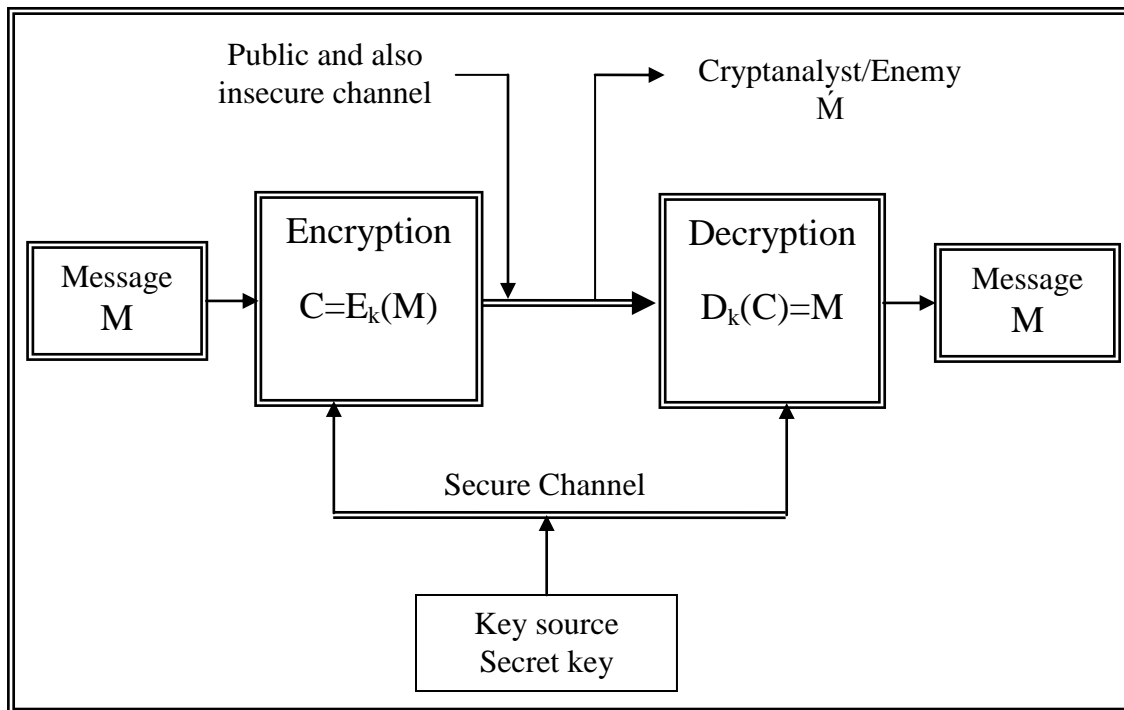 Public and also
insecure channel
Cryptanalyst/Enemy
Ḿ
Message
M
Encryption
C=Eₖ(M)
Decryption
Dₖ(C)=M
Message
M
Secure Channel
Key source
Secret key